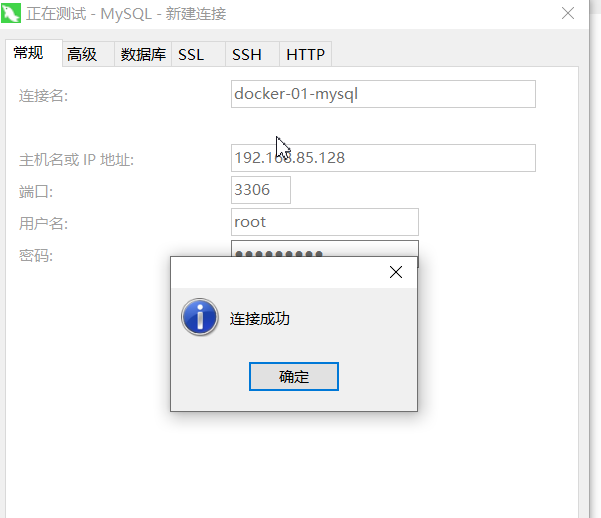 正在测试 - MySQL - 新建连接
常规 高级 数据库 SSL SSH HTTP
连接名: docker-01-mysql
主机名或 IP 地址: 192.168.85.128
端口: 3306
用户名: root
密码: ●●●●●●●●●
连接成功
确定